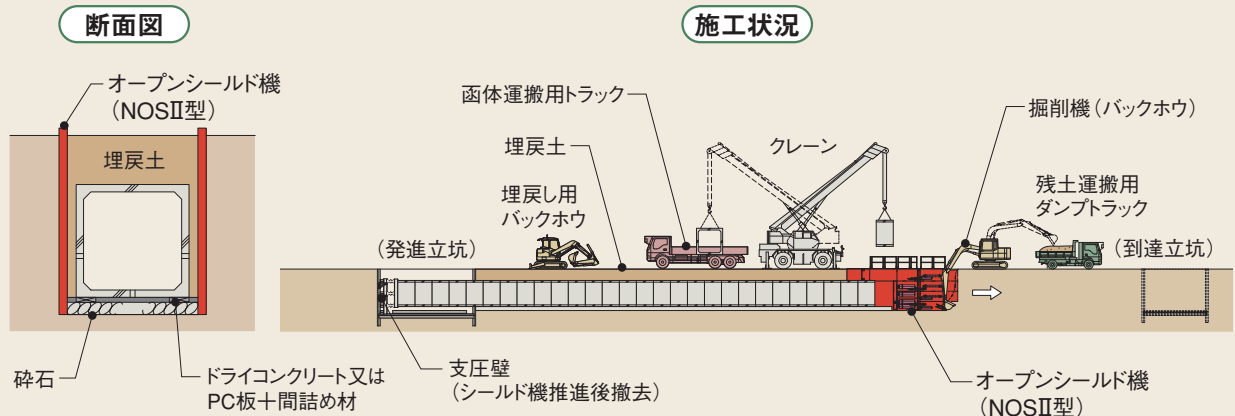 断面図
オープンシールド機
（NOSⅡ型）
埋戻土
砕石
ドライコンクリート又は
PC板十間詰め材
施工状況
函体運搬用トラック
埋戻土
埋戻し用
バックホウ
クレーン
掘削機（バックホウ）
残土運搬用
ダンプトラック
（発進立坑）
（到達立坑）
支圧壁
（シールド機推進後撤去）
オープンシールド機
（NOSⅡ型）